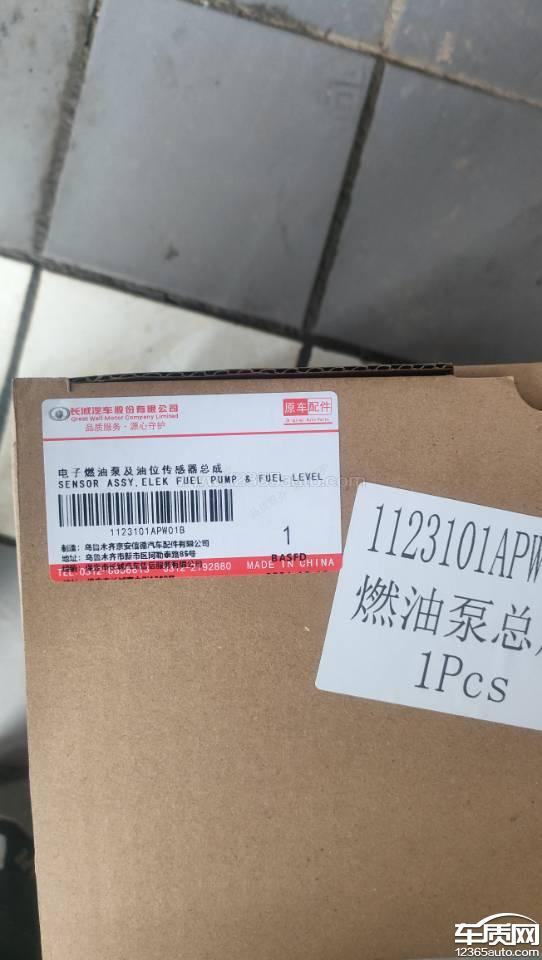 长城汽车股份有限公司
Great Wall Motor Company Limited
品质服务·源心守护
原车配件
Original Auto Parts
电子燃油泵及油位传感器总成
SENSOR ASSY,ELEK FUEL PUMP & FUEL LEVEL
1123101APW01B
1
制造：乌鲁木齐京安信德汽车配件有限公司
地址：乌鲁木齐市新市区河勒泰路85号
BASFD
MADE IN CHINA
1123101APW
燃油泵总
1Pcs
车质网
12365auto.com